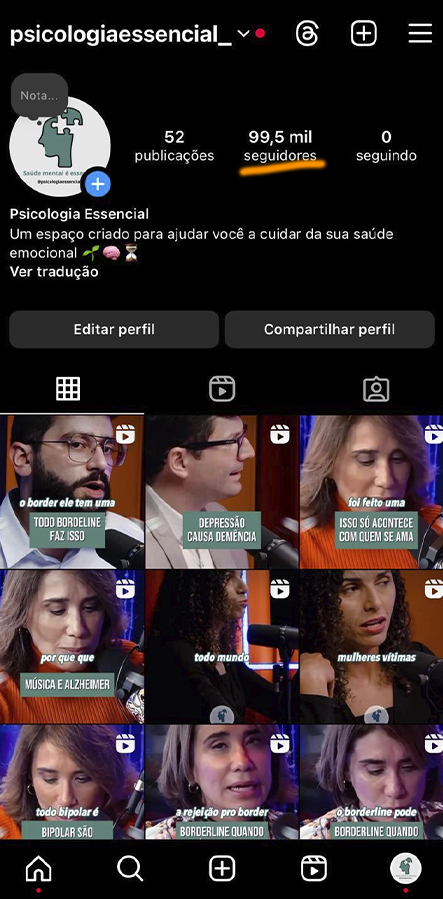 psicologiaessencial_
Nota...
Saúde mental é
52
publicações
99,5 mil
seguidores
0
seguindo
Psicologia Essencial
Um espaço criado para ajudar você a cuidar da sua saúde
emocional 🌱🧠⏳
Ver tradução
Editar perfil
Compartilhar perfil
o border ele tem uma
TODO BORDELINE
FAZ ISSO
DEPRESSÃO
CAUSA DEMÊNCIA
foi feito uma
ISSO SÓ ACONTECE
COM QUEM SE AMA
por que que
MÚSICA E ALZHEIMER
todo mundo
mulheres vítimas
todo bipolar é
BIPOLAR SÃO
a rejeição pro border
BORDERLINE QUANDO
o borderline pode
BORDERLINE QUANDO